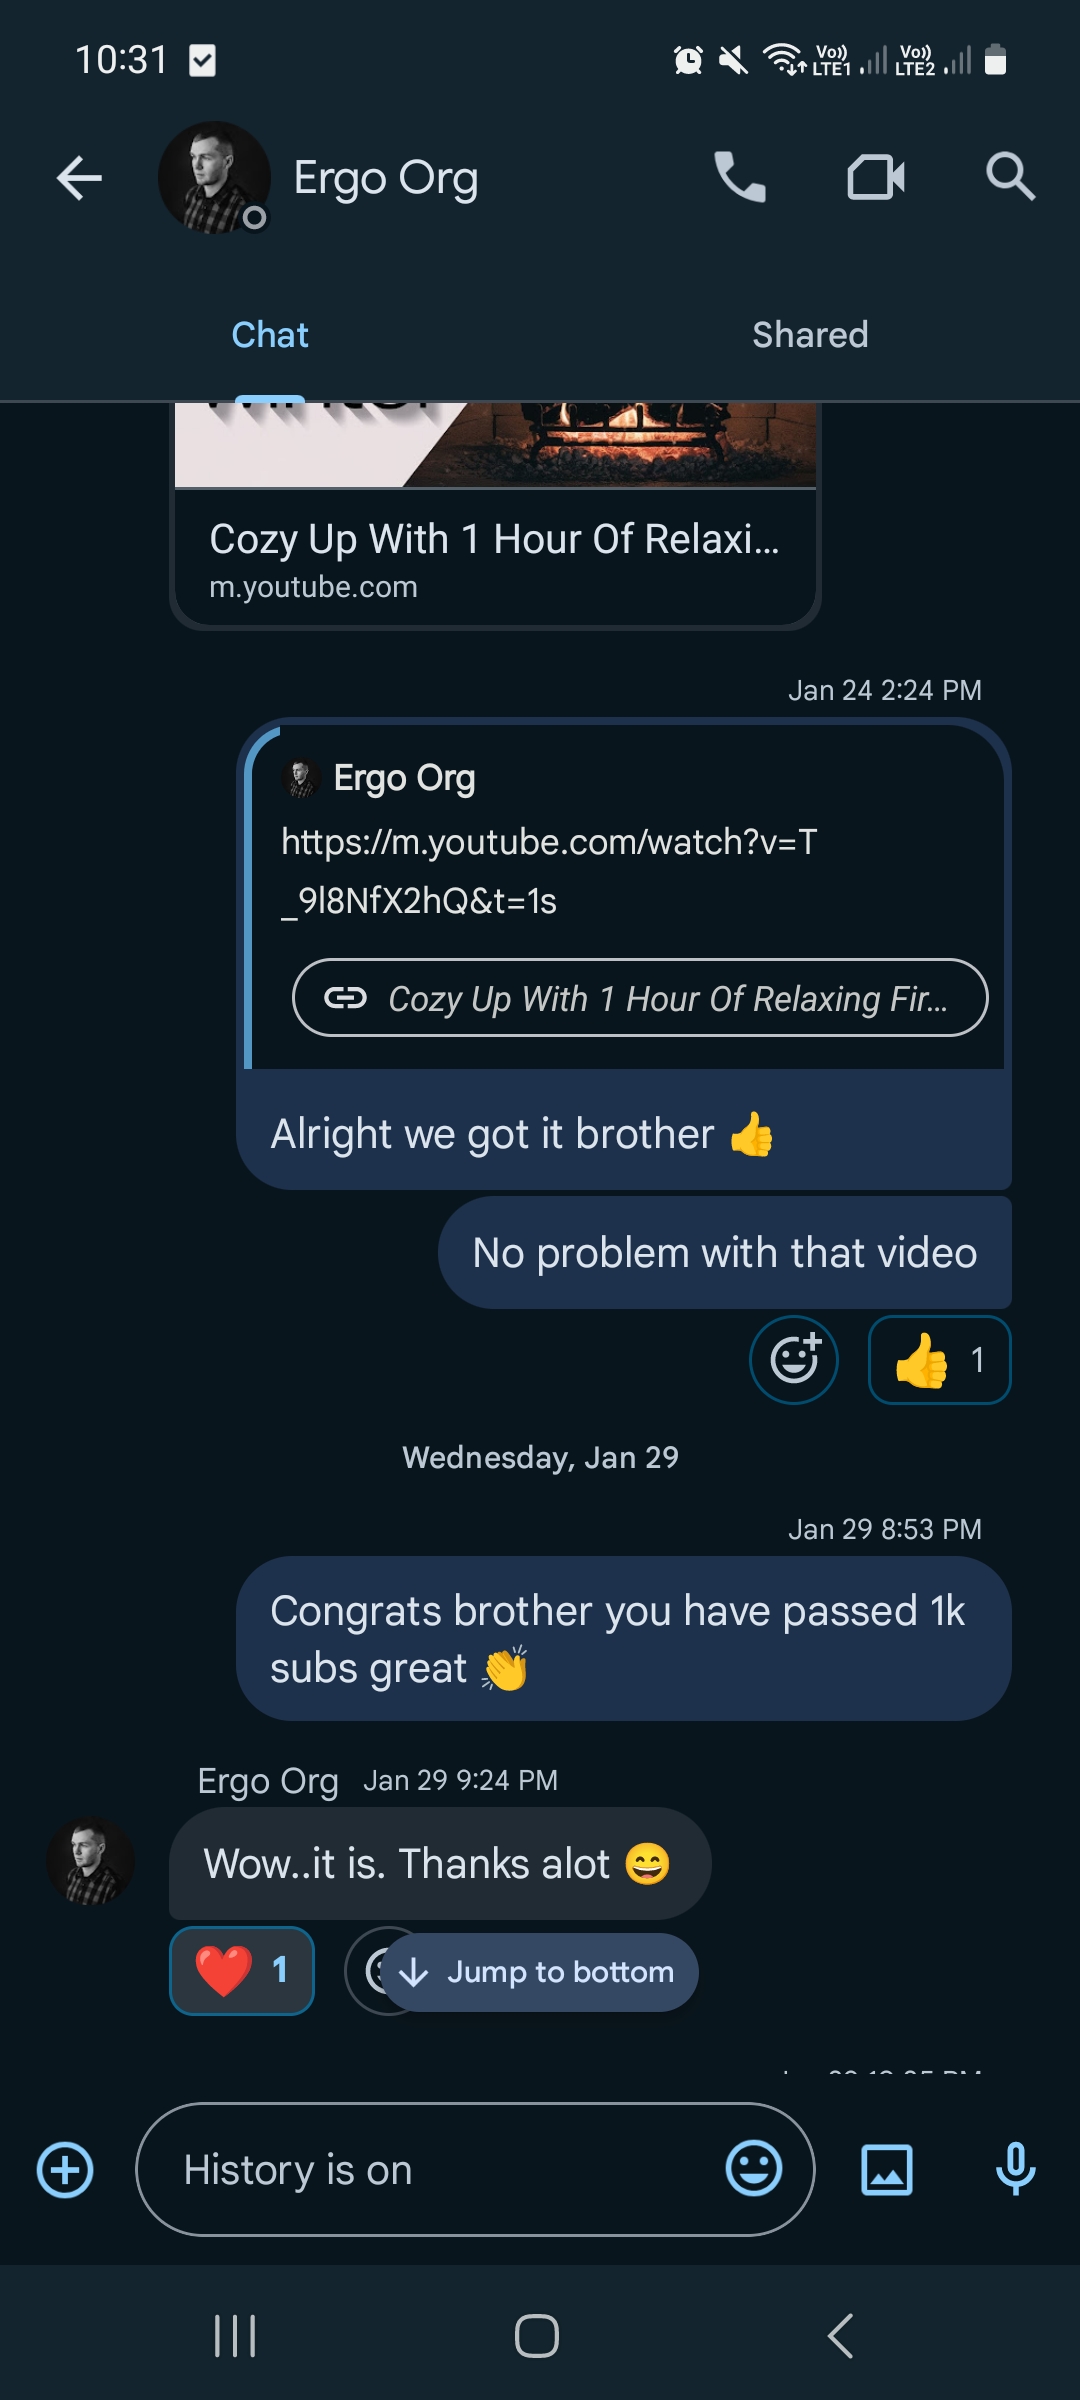 10:31
Vo)) LTE1 Vo)) LTE2
Ergo Org
Chat Shared
Cozy Up With 1 Hour Of Relaxi...
m.youtube.com
Jan 24 2:24 PM
Ergo Org
https://m.youtube.com/watch?v=T
_9l8NfX2hQ&t=1s
Cozy Up With 1 Hour Of Relaxing Fir...
Alright we got it brother 👍
No problem with that video
👍 1
Wednesday, Jan 29
Jan 29 8:53 PM
Congrats brother you have passed 1k
subs great 👏
Ergo Org Jan 29 9:24 PM
Wow..it is. Thanks alot 😄
❤️ 1
Jump to bottom
History is on